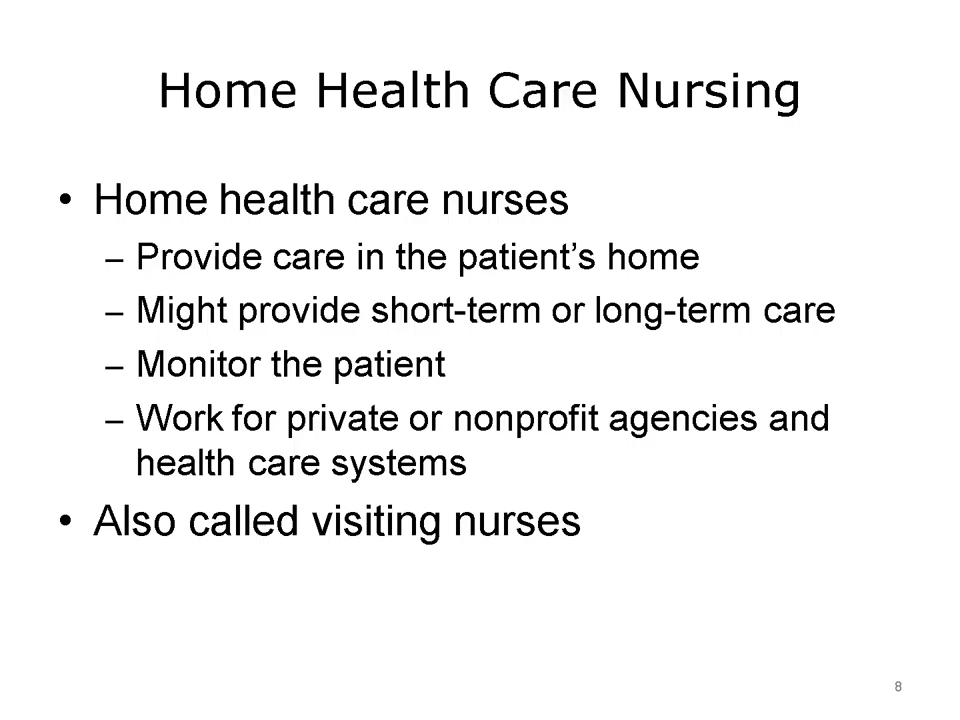 Home Health Care Nursing
• Home health care nurses
– Provide care in the patient’s home
– Might provide short-term or long-term care
– Monitor the patient
– Work for private or nonprofit agencies and
health care systems
• Also called visiting nurses
8